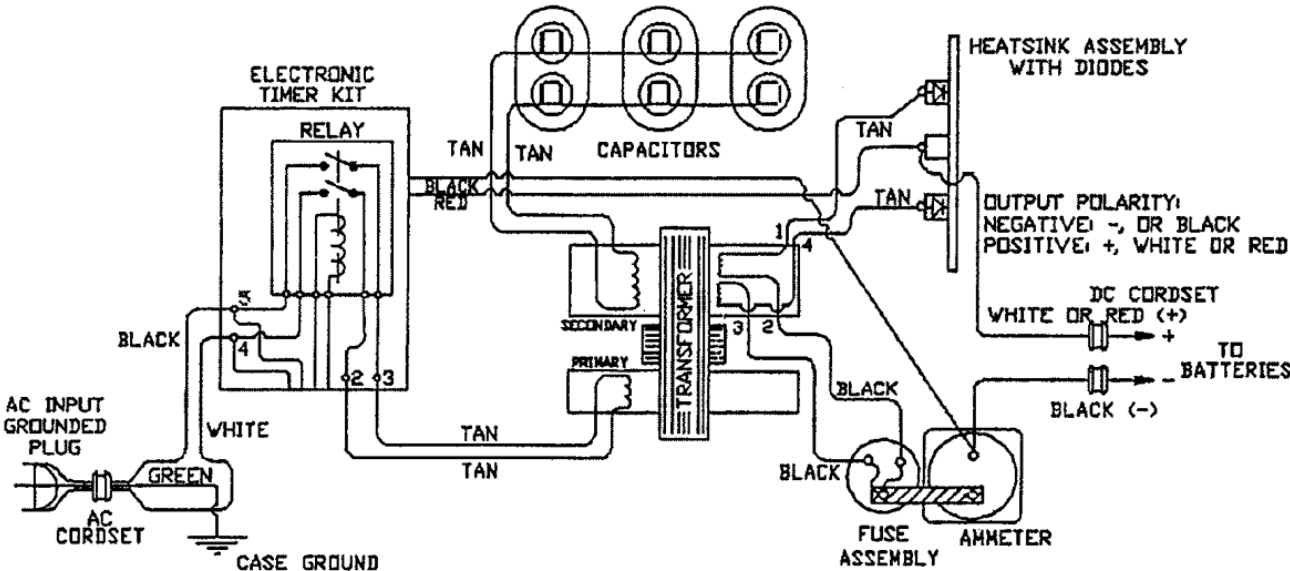 ELECTRONIC
TIMER KIT
RELAY
TAN
TAN
CAPACITORS
HEATSINK ASSEMBLY
WITH DIODES
TAN
TAN
BLACK
RED
OUTPUT POLARITY:
NEGATIVE: -, OR BLACK
POSITIVE: +, WHITE OR RED
1
4
SECONDARY
TRANSFORMER
3
2
PRIMARY
DC CORDSET
WHITE OR RED (+)
+
TO
BATTERIES
-
BLACK (-)
5
BLACK
4
2
3
AC INPUT
GROUNDED
PLUG
WHITE
GREEN
AC
CORDSET
CASE GROUND
TAN
TAN
BLACK
BLACK
FUSE
ASSEMBLY
AMMETER